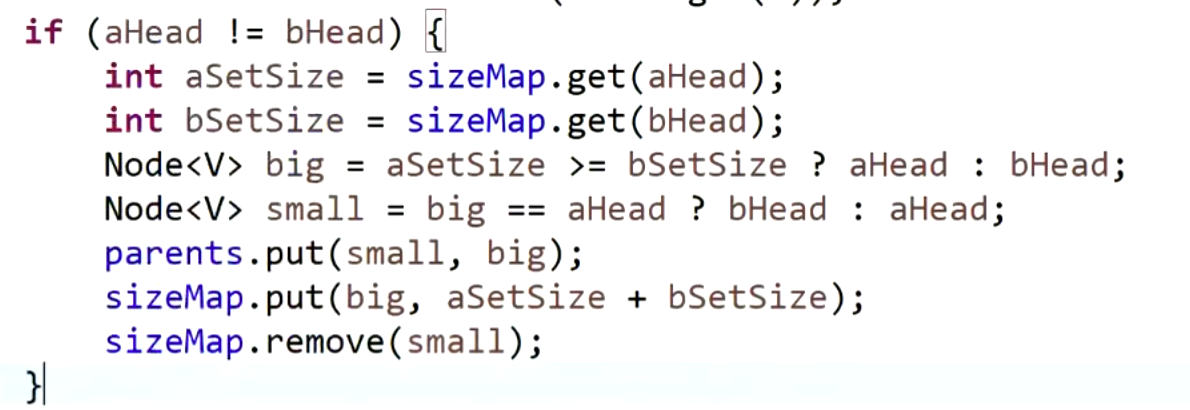 if (aHead != bHead) {
    int aSetSize = sizeMap.get(aHead);
    int bSetSize = sizeMap.get(bHead);
    Node<V> big = aSetSize >= bSetSize ? aHead : bHead;
    Node<V> small = big == aHead ? bHead : aHead;
    parents.put(small, big);
    sizeMap.put(big, aSetSize + bSetSize);
    sizeMap.remove(small);
}